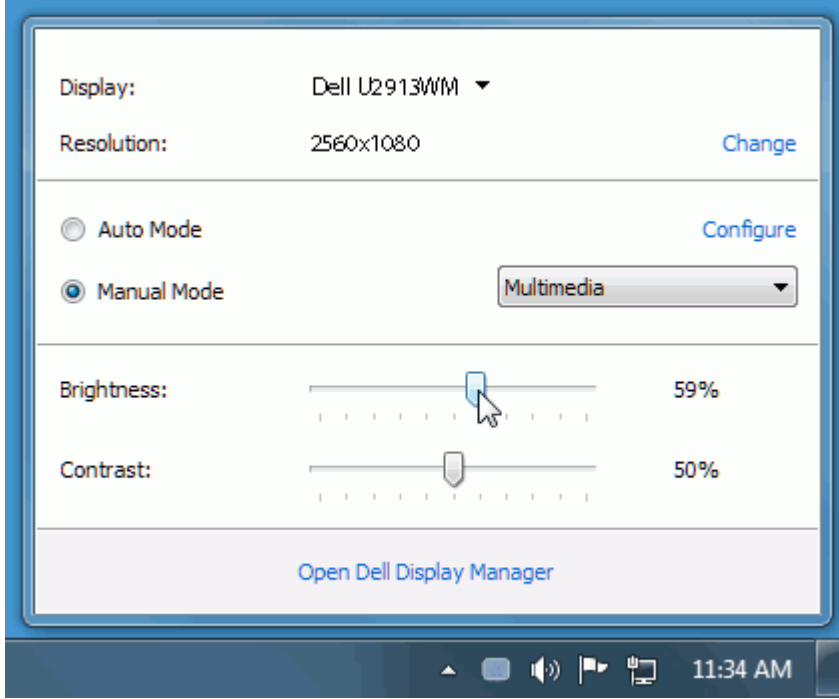 Display: Dell U2913WM
Resolution: 2560x1080 Change
Auto Mode Configure
Manual Mode Multimedia
Brightness: 59%
Contrast: 50%
Open Dell Display Manager
11:34 AM